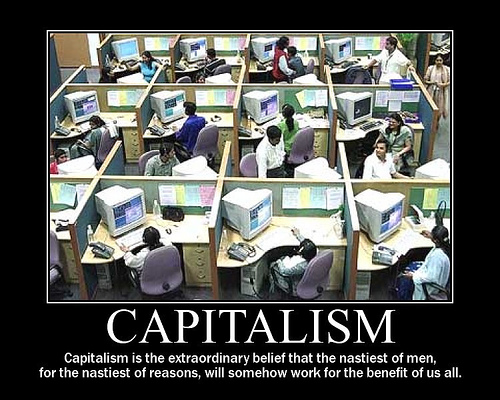 CAPITALISM
Capitalism is the extraordinary belief that the nastiest of men,
for the nastiest of reasons, will somehow work for the benefit of us all.